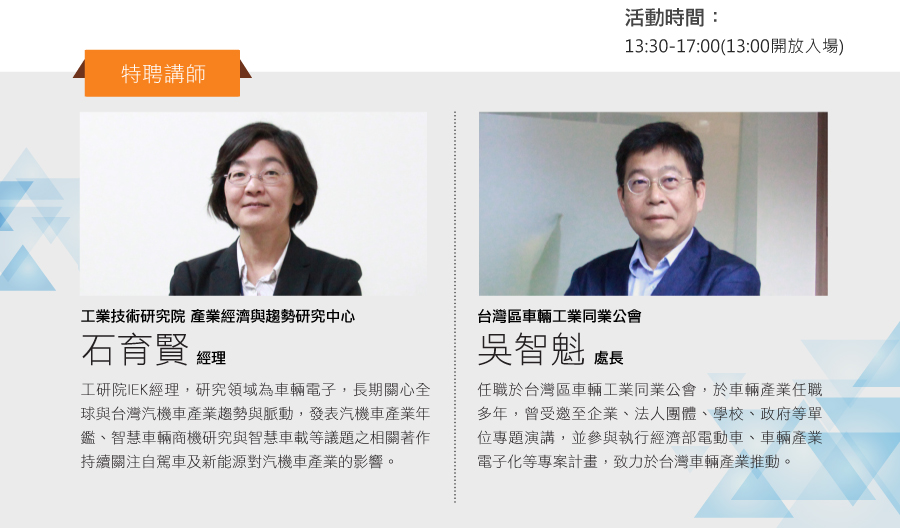 活動時間：
13:30-17:00(13:00開放入場)
特聘講師
工業技術研究院 產業經濟與趨勢研究中心
石育賢 經理
工研院IEK經理，研究領域為車輛電子，長期關心全
球與台灣汽機車產業趨勢與脈動，發表汽機車產業年
鑑、智慧車輛商機研究與智慧車載等議題之相關著作
持續關注自駕車及新能源對汽機車產業的影響。
台灣區車輛工業同業公會
吳智魁 處長
任職於台灣區車輛工業同業公會，於車輛產業任職
多年，曾受邀至企業、法人團體、學校、政府等單
位專題演講，並參與執行經濟部電動車、車輛產業
電子化等專案計畫，致力於台灣車輛產業推動。